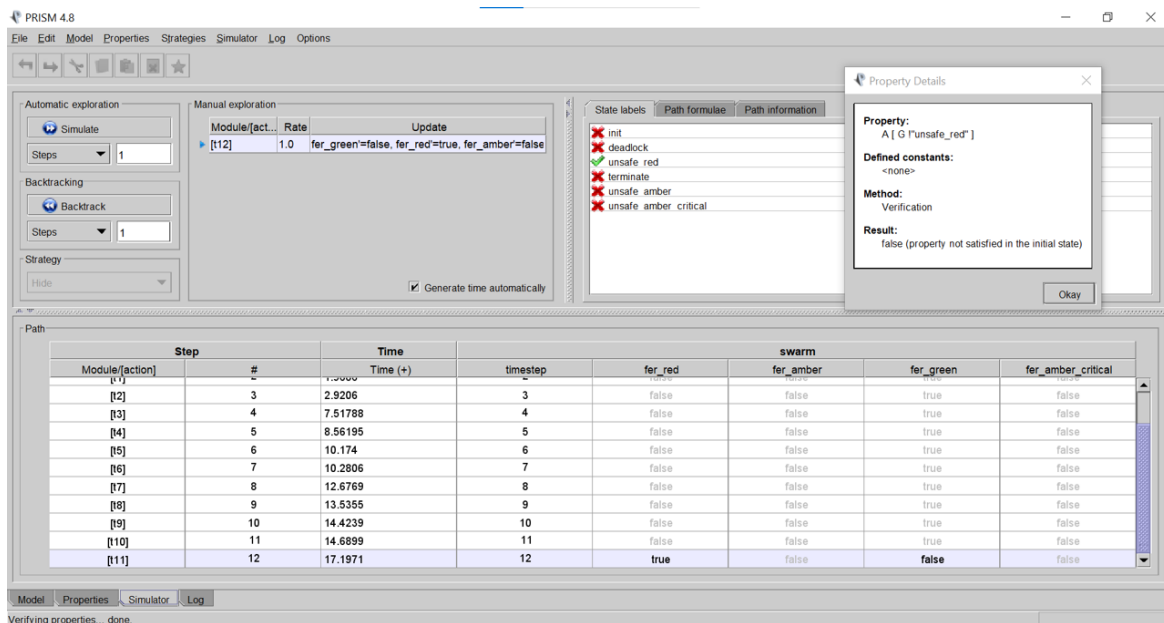 PRISM 4.8
File Edit Model Properties Strategies Simulator Log Options
Automatic exploration
Simulate
Steps 1
Backtracking
Backtrack
Steps 1
Strategy
Hide
Manual exploration
Module/[act... Rate Update
[t12] 1.0 fer_green'=false, fer_red'=true, fer_amber'=false
Generate time automatically
State labels Path formulae Path information
init
deadlock
unsafe_red
terminate
unsafe_amber
unsafe_amber_critical
Property Details
Property:
A [ G !"unsafe_red" ]
Defined constants:
<none>
Method:
Verification
Result:
false (property not satisfied in the initial state)
Okay
Path
Step Time swarm
Module/[action] # Time (+) timestep fer_red fer_amber fer_green fer_amber_critical
[t2] 3 2.9206 3 false false true false
[t3] 4 7.51788 4 false false true false
[t4] 5 8.56195 5 false false true false
[t5] 6 10.174 6 false false true false
[t6] 7 10.2806 7 false false true false
[t7] 8 12.6769 8 false false true false
[t8] 9 13.5355 9 false false true false
[t9] 10 14.4239 10 false false true false
[t10] 11 14.6899 11 false false true false
[t11] 12 17.1971 12 true false false false
Model Properties Simulator Log
Verifying properties... done.